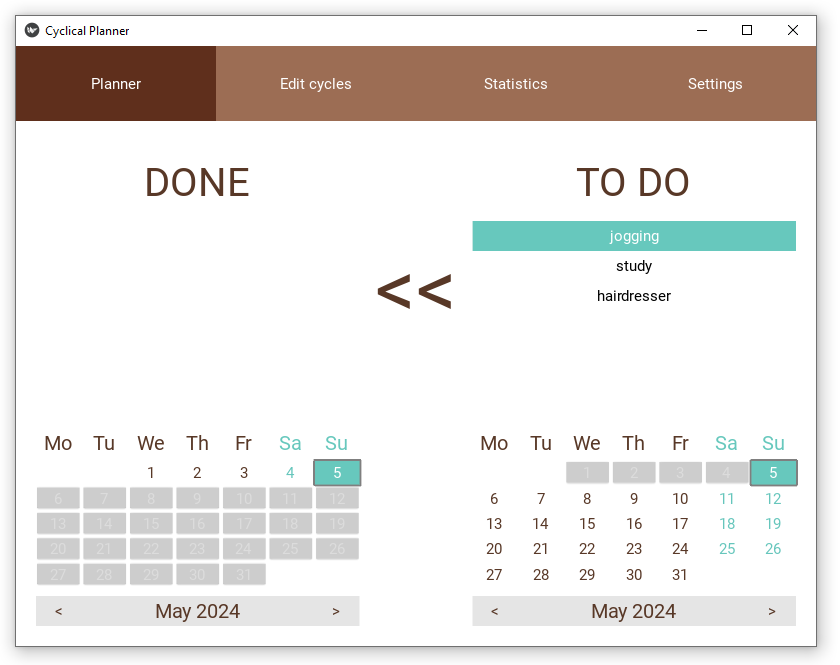 Cyclical Planner
Planner Edit cycles Statistics Settings
DONE
TO DO
jogging
study
hairdresser
<<
Mo Tu We Th Fr Sa Su
1 2 3 4 5
6 7 8 9 10 11 12
13 14 15 16 17 18 19
20 21 22 23 24 25 26
27 28 29 30 31
< May 2024 >
Mo Tu We Th Fr Sa Su
1 2 3 4 5
6 7 8 9 10 11 12
13 14 15 16 17 18 19
20 21 22 23 24 25 26
27 28 29 30 31
< May 2024 >